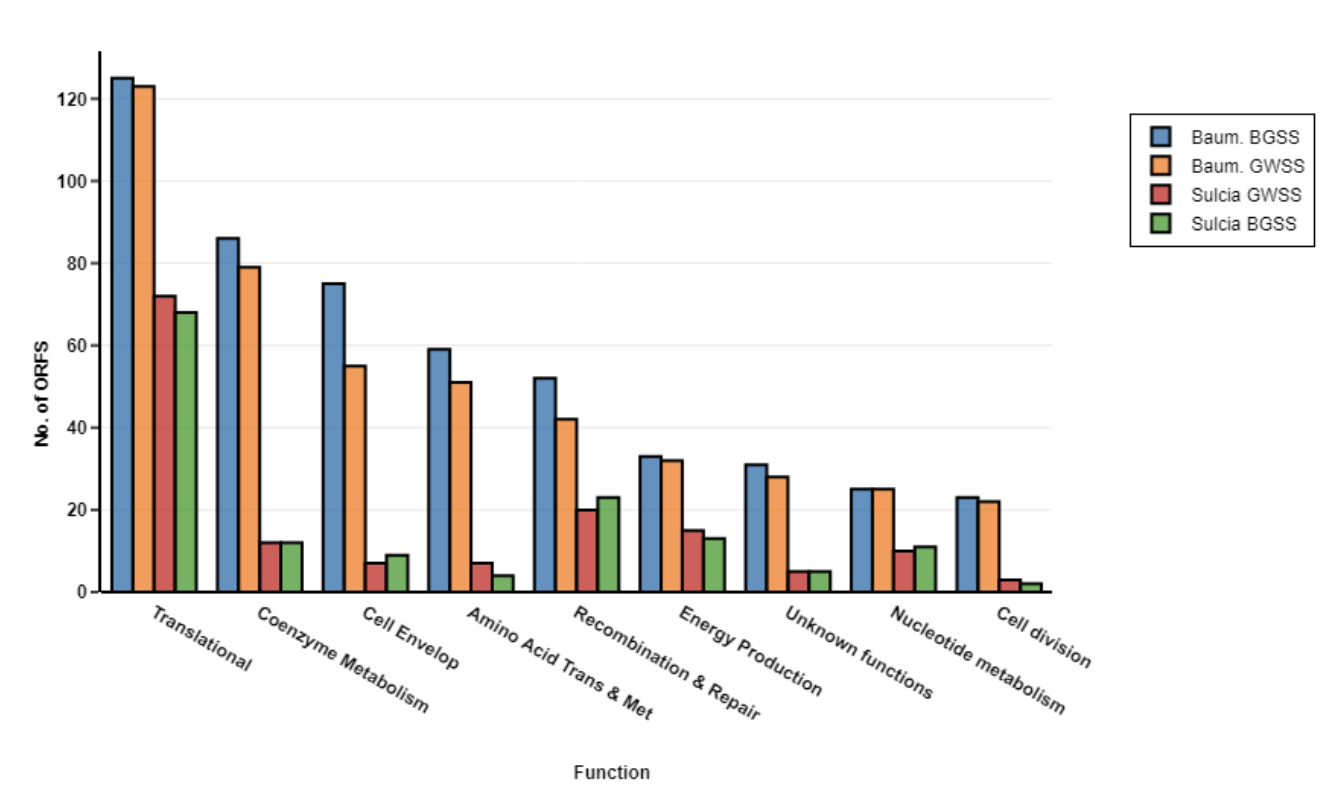 120
100
80
60
40
20
0
No. of ORFS
Translational
Coenzyme Metabolism
Cell Envelop
Amino Acid Trans & Met
Recombination & Repair
Energy Production
Unknown functions
Nucleotide metabolism
Cell division
Function
Baum. BGSS
Baum. GWSS
Sulcia GWSS
Sulcia BGSS